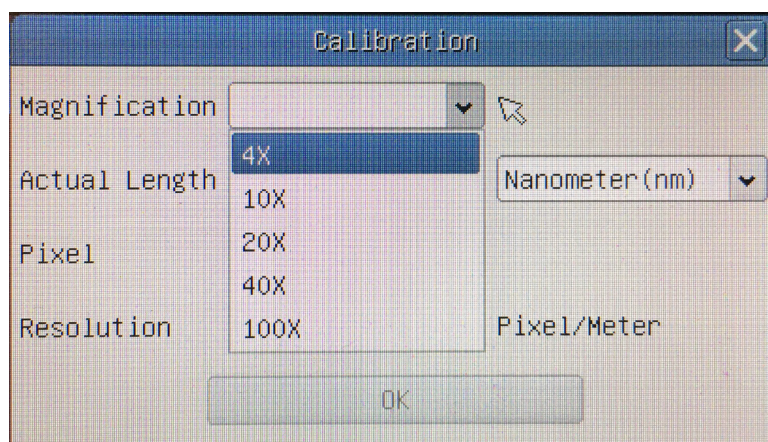 Calibration
Magnification
4X
Actual Length
Nanometer(nm)
10X
20X
Pixel
40X
Resolution
100X
Pixel/Meter
OK